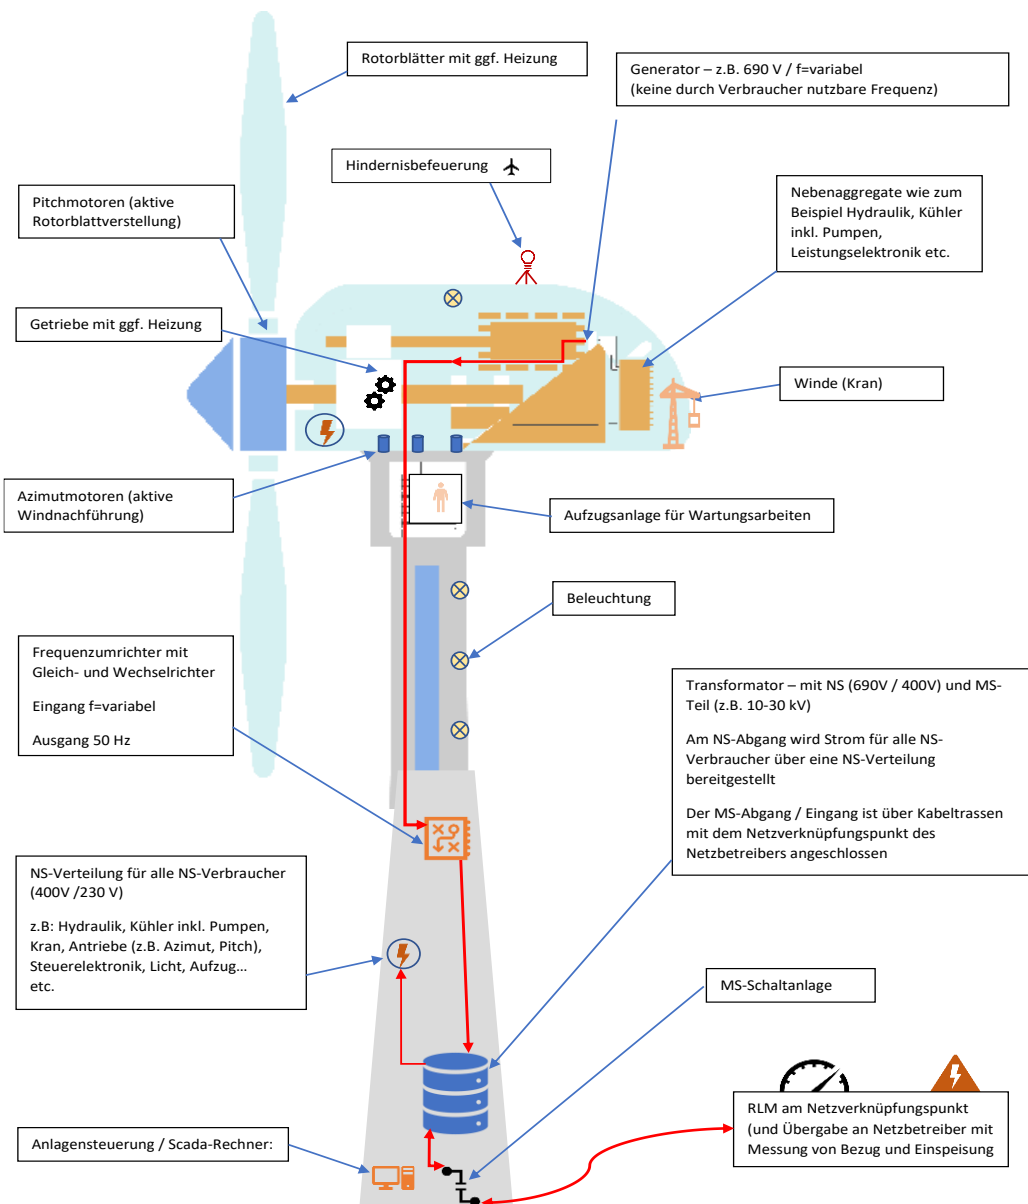 Rotorblätter mit ggf. Heizung
Generator – z.B. 690 V / f=variabel
(keine durch Verbraucher nutzbare Frequenz)
Hindernisbefeuerung
Pitchmotoren (aktive
Rotorblattverstellung)
Nebenaggregate wie zum
Beispiel Hydraulik, Kühler
inkl. Pumpen,
Leistungselektronik etc.
Getriebe mit ggf. Heizung
Winde (Kran)
Azimutmotoren (aktive
Windnachführung)
Aufzugsanlage für Wartungsarbeiten
Beleuchtung
Frequenzumrichter mit
Gleich- und Wechselrichter
Eingang f=variabel
Ausgang 50 Hz
Transformator – mit NS (690V / 400V) und MS-
Teil (z.B. 10-30 kV)
Am NS-Abgang wird Strom für alle NS-
Verbraucher über eine NS-Verteilung
bereitgestellt
Der MS-Abgang / Eingang ist über Kabeltrassen
mit dem Netzverknüpfungspunkt des
Netzbetreibers angeschlossen
NS-Verteilung für alle NS-Verbraucher
(400V /230 V)
z.B: Hydraulik, Kühler inkl. Pumpen,
Kran, Antriebe (z.B. Azimut, Pitch),
Steuerelektronik, Licht, Aufzug...
etc.
MS-Schaltanlage
RLM am Netzverknüpfungspunkt
(und Übergabe an Netzbetreiber mit
Messung von Bezug und Einspeisung
Anlagensteuerung / Scada-Rechner: